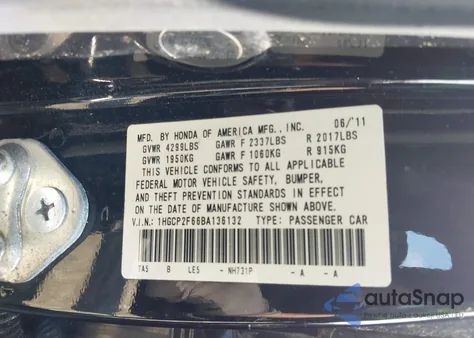 MFD. BY HONDA OF AMERICA MFG., INC. 06/'11
GVWR 4299LBS GAWR F 2337LBS R 2017LBS
GVWR 1950KG GAWR F 1060KG R 915KG
THIS VEHICLE CONFORMS TO ALL APPLICABLE
FEDERAL MOTOR VEHICLE SAFETY, BUMPER,
AND THEFT PREVENTION STANDARDS IN EFFECT
ON THE DATE OF MANUFACTURE SHOWN ABOVE.
V.I.N.: 1HGCP2F66BA136132 TYPE: PASSENGER CAR
TA5 B LE5 - NH731P - A - A
autoSnap